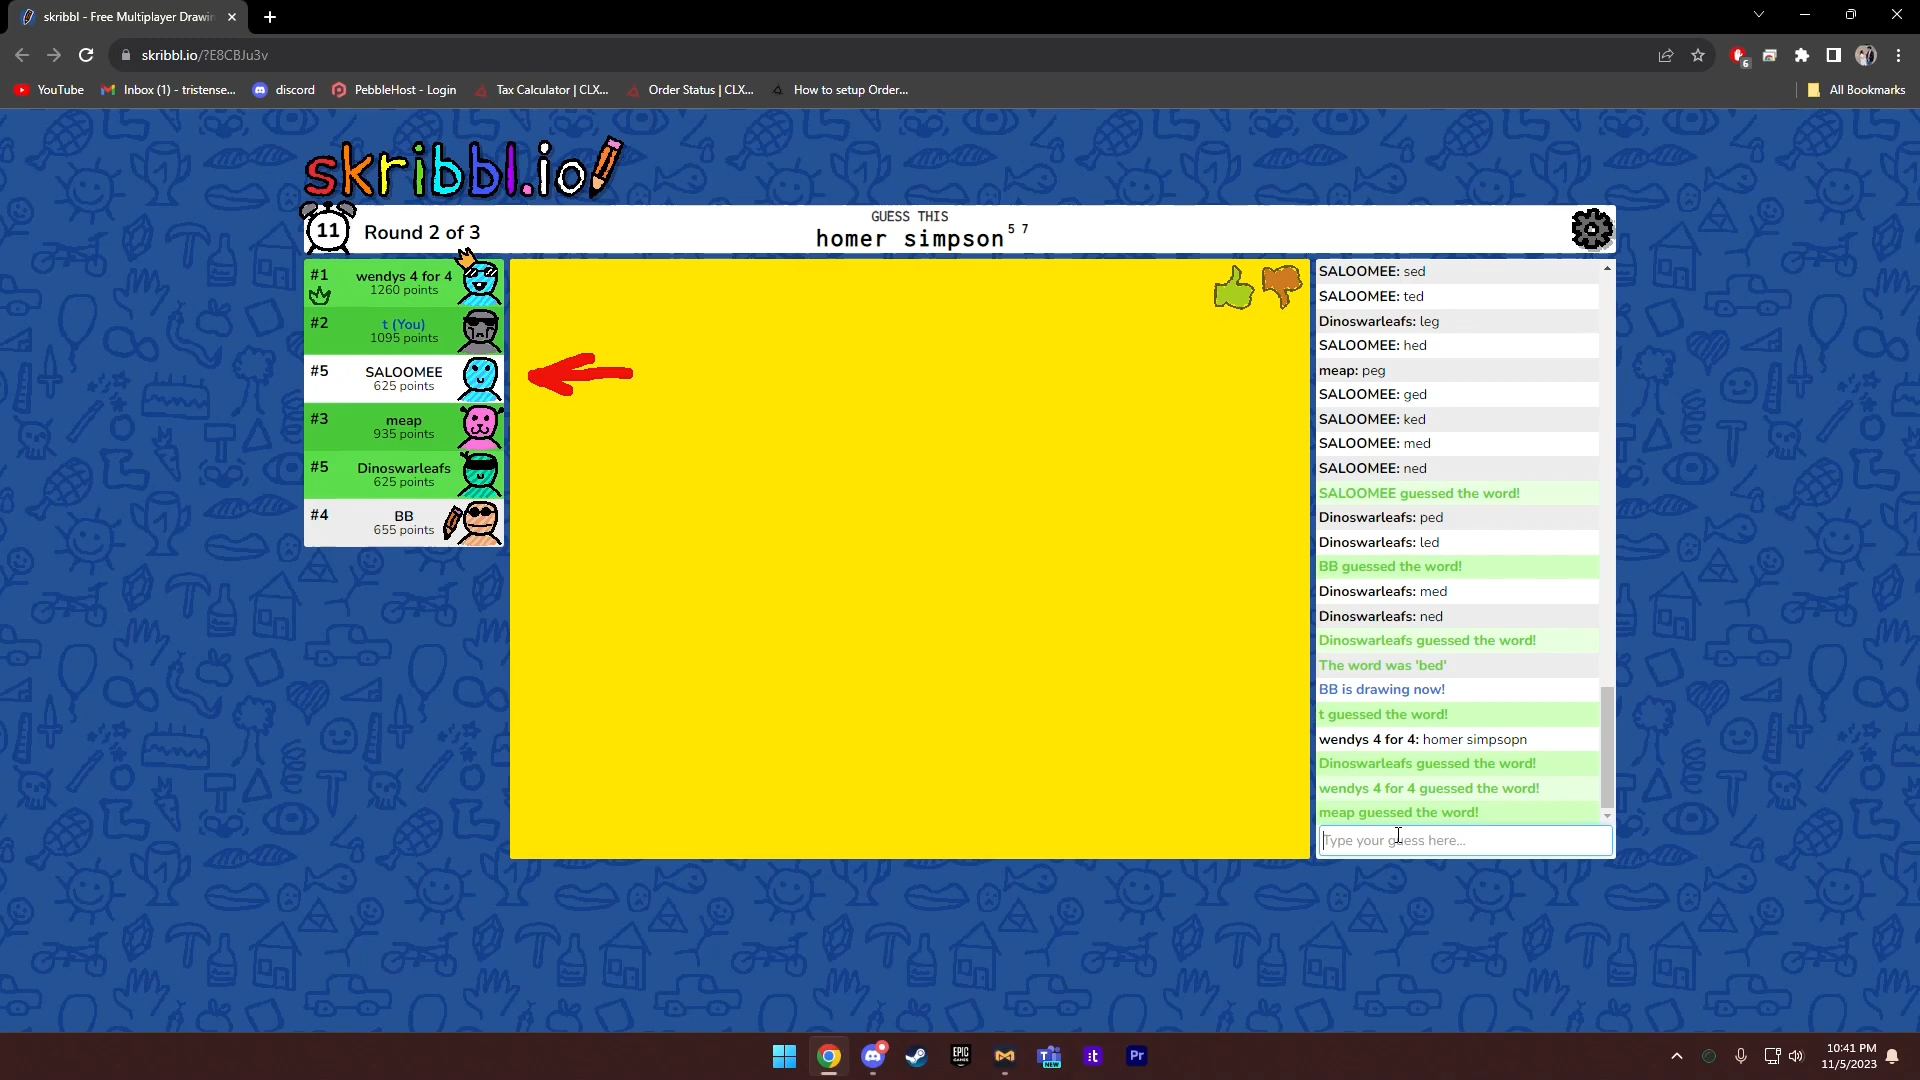 skribbl - Free Multiplayer Drawin
skribbl.io/?E8CBJu3v
6
YouTube
Inbox (1) - tristense...
discord
PebbleHost - Login
Tax Calculator | CLX...
Order Status | CLX...
How to setup Order...
All Bookmarks
skribbl.io
11
Round 2 of 3
GUESS THIS
homer simpson 5 7
#1
wendys 4 for 4
1260 points
#2
t (You)
1095 points
#5
SALOOMEE
625 points
#3
meap
935 points
#5
Dinoswarleafs
625 points
#4
BB
655 points
SALOOMEE: sed
SALOOMEE: ted
Dinoswarleafs: leg
SALOOMEE: hed
meap: peg
SALOOMEE: ged
SALOOMEE: ked
SALOOMEE: med
SALOOMEE: ned
SALOOMEE guessed the word!
Dinoswarleafs: ped
Dinoswarleafs: led
BB guessed the word!
Dinoswarleafs: med
Dinoswarleafs: ned
Dinoswarleafs guessed the word!
The word was 'bed'
BB is drawing now!
t guessed the word!
wendys 4 for 4: homer simpsopn
Dinoswarleafs guessed the word!
wendys 4 for 4 guessed the word!
meap guessed the word!
Type your guess here...
EPIC
GAMES
T
NEW
:t
Pr
10:41 PM
11/5/2023